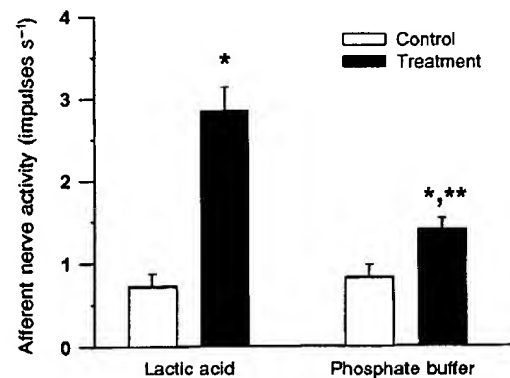 Afferent nerve activity (impulses s⁻¹)
4
3
2
1
0
Control
Treatment
*
*,**
Lactic acid
Phosphate buffer